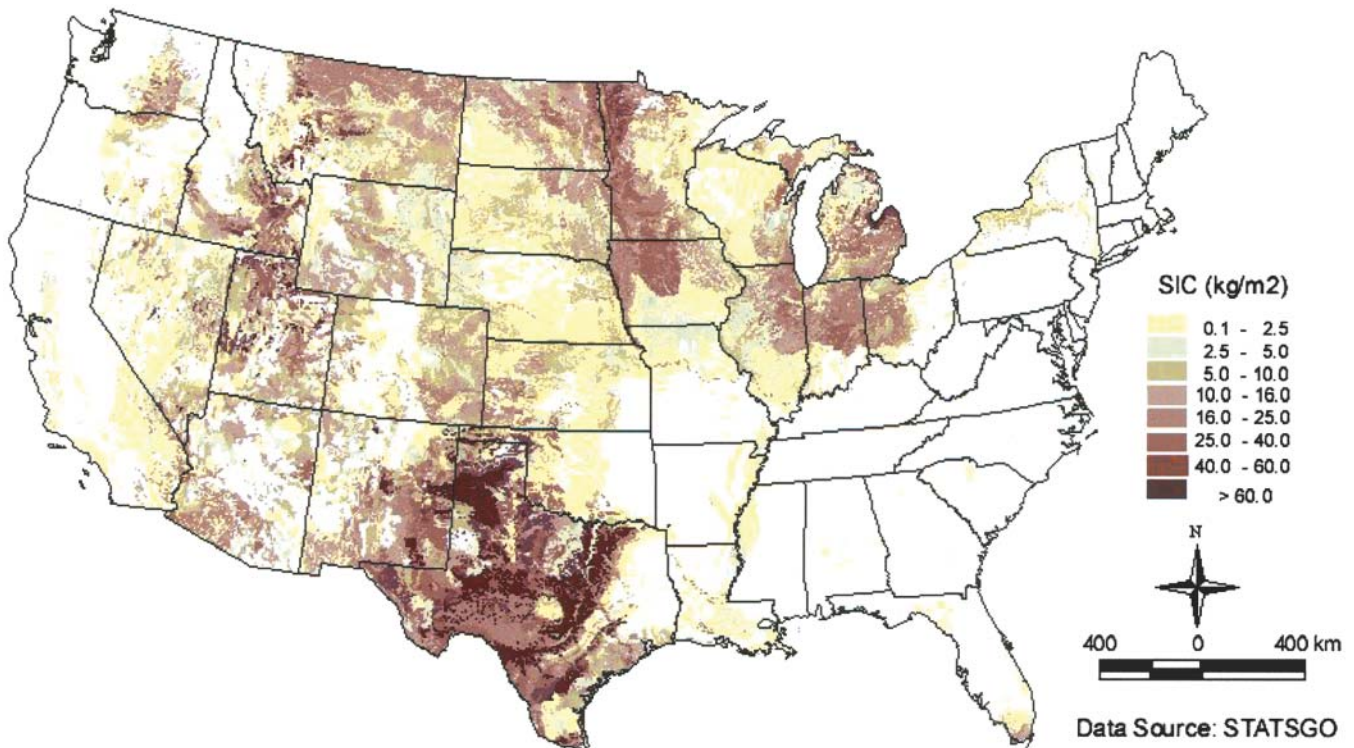 SIC (kg/m2)
0.1 - 2.5
2.5 - 5.0
5.0 - 10.0
10.0 - 16.0
16.0 - 25.0
25.0 - 40.0
40.0 - 60.0
> 60.0
N
400 0 400 km
Data Source: STATSGO